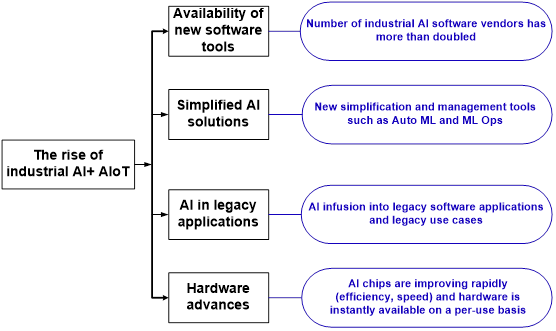 Availability of
new software
tools
Number of industrial AI software vendors has
more than doubled
Simplified AI
solutions
New simplification and management tools
such as Auto ML and ML Ops
The rise of
industrial AI+ AIoT
AI in legacy
applications
AI infusion into legacy software applications
and legacy use cases
Hardware
advances
AI chips are improving rapidly
(efficiency, speed) and hardware is
instantly available on a per-use basis